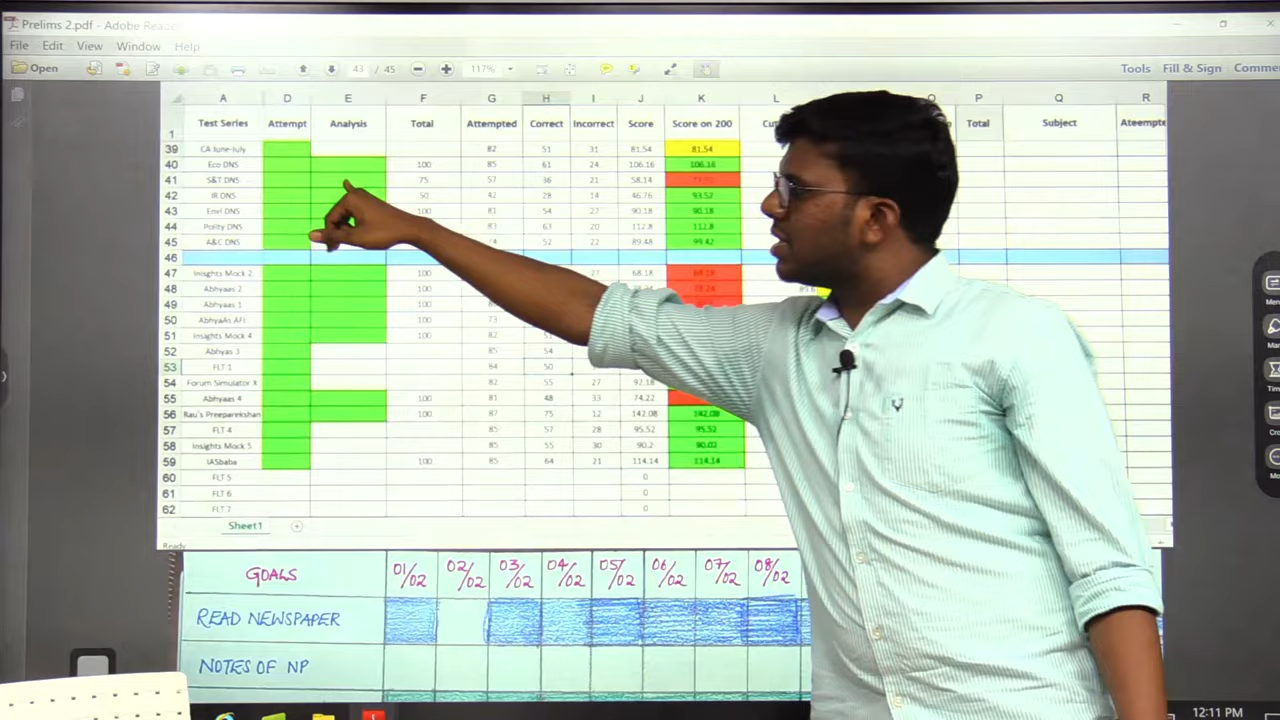 Prelims 2.pdf - Adobe Reader
File Edit View Window Help
Open 43 / 45 117% Tools Fill & Sign Comme
A D E F G H I J K L P Q R
1 Test Series Attempt Analysis Total Attempted Correct Incorrect Score Score on 200 Total Subject Ateempte
39 CA June-July 82 51 31 81.54 81.54
40 Eco DNS 100 85 61 24 106.16 106.16
41 S&T DNS 75 57 36 21 58.14
42 IR DNS 50 42 28 14 46.76 93.52
43 Envi DNS 100 81 54 27 90.18 90.18
44 Polity DNS 83 63 20 112.8 112.8
45 A&C DNS 52 22 89.48 99.42
46
47 Inisghts Mock 2 100 27 68.18 68.18
48 Abhyaas 2 100 78.24
49 Abhyaas 1 100
50 AbhyaAs AFI 100 73
51 Insights Mock 4 100 82 51
52 Abhyas 3 85 54
53 FLT 1 64 50
54 Forum Simulator X 82 55 27 92.18
55 Abhyaas 4 100 81 48 33 74.22
56 Rau's Preeparekshan 100 87 75 12 142.08 142.08
57 FLT 4 85 57 28 95.52 95.52
58 Insights Mock 5 85 55 30 90.2 90.02
59 IASbaba 100 85 64 21 114.14 114.14
60 FLT 5 0
61 FLT 6 0
62 FLT 7 0
Sheet1
Ready
GOALS 01/02 02/02 03/02 04/02 05/02 06/02 07/02 08/02
READ NEWSPAPER
NOTES OF NP
12:11 PM